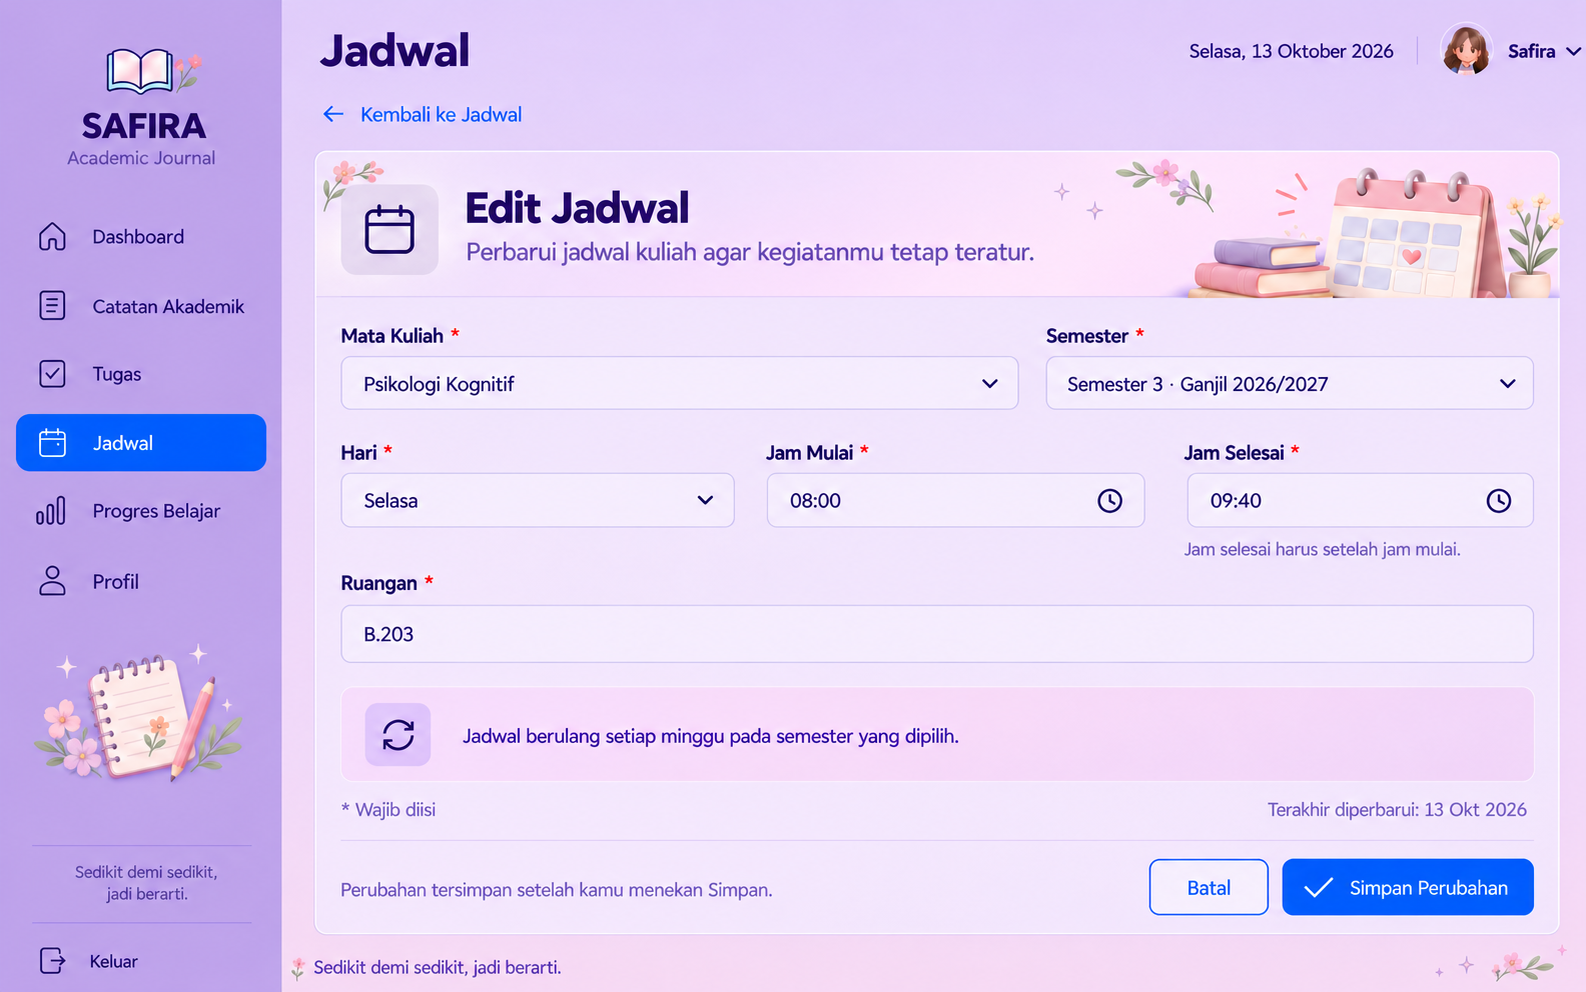 SAFIRA
Academic Journal
Dashboard
Catatan Akademik
Tugas
Jadwal
Progres Belajar
Profil
Sedikit demi sedikit,
jadi berarti.
Keluar
Jadwal
Selasa, 13 Oktober 2026
Safira
← Kembali ke Jadwal
Edit Jadwal
Perbarui jadwal kuliah agar kegiatanmu tetap teratur.
Mata Kuliah *
Psikologi Kognitif
Semester *
Semester 3 · Ganjil 2026/2027
Hari *
Selasa
Jam Mulai *
08:00
Jam Selesai *
09:40
Jam selesai harus setelah jam mulai.
Ruangan *
B.203
Jadwal berulang setiap minggu pada semester yang dipilih.
* Wajib diisi
Terakhir diperbarui: 13 Okt 2026
Perubahan tersimpan setelah kamu menekan Simpan.
Batal
Simpan Perubahan
Sedikit demi sedikit, jadi berarti.